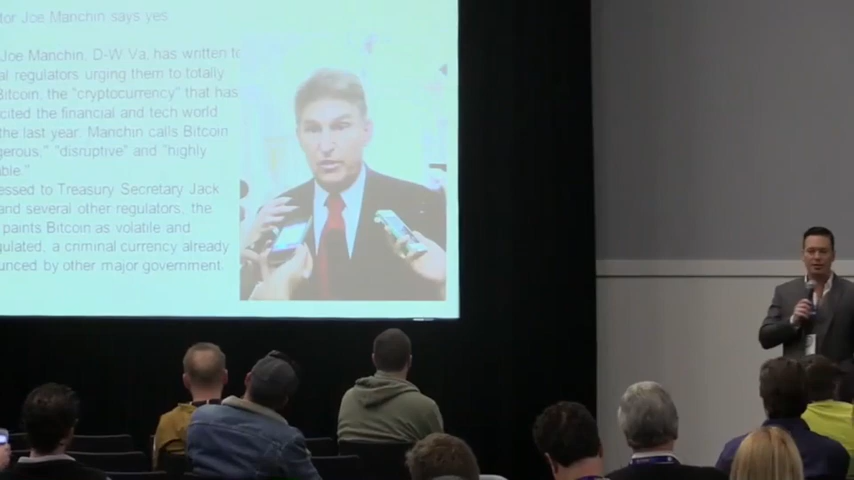 tor Joe Manchin says yes
Joe Manchin, D-W Va, has written to
al regulators urging them to totally
Bitcoin, the "cryptocurrency" that has
cited the financial and tech world
the last year. Manchin calls Bitcoin
gerous," "disruptive" and "highly
ble."
essed to Treasury Secretary Jack
and several other regulators, the
paints Bitcoin as volatile and
gulated, a criminal currency already
unced by other major government.